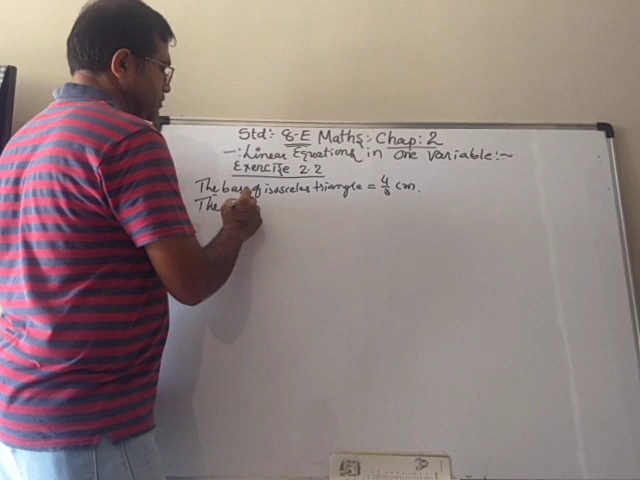 Std:- 8-E Maths:- Chap: 2
-: Linear Equations in one variable :~
Exercise 2.2
The base of isosceles triangle = 4/3 cm.
The